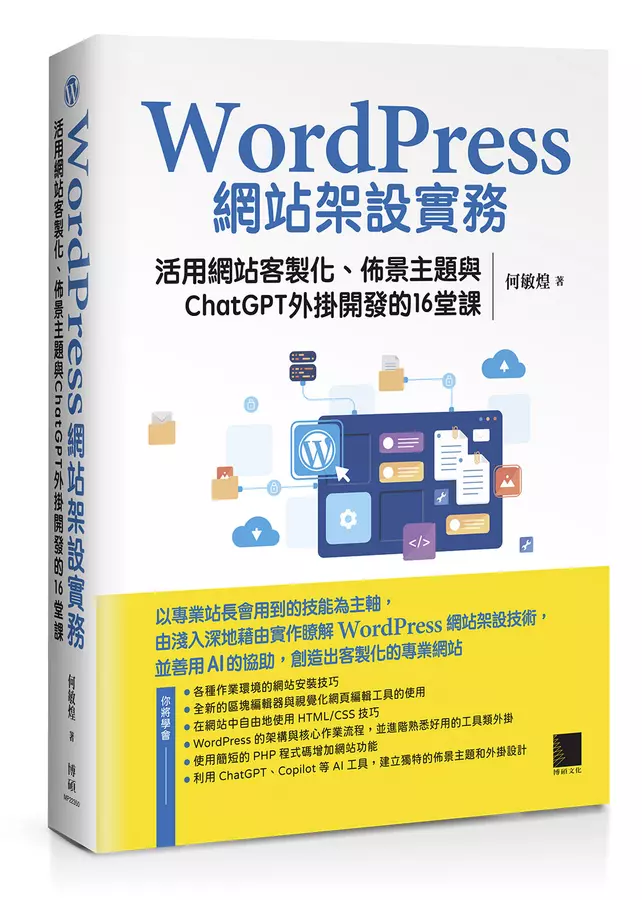 WordPress
網站架設實務
活用網站客製化、佈景主題與
ChatGPT外掛開發的16堂課
何敏煌 著
</>
以專業站長會用到的技能為主軸，
由淺入深地藉由實作瞭解 WordPress 網站架設技術，
並善用 AI 的協助，創造出客製化的專業網站
你將學會
● 各種作業環境的網站安裝技巧
● 全新的區塊編輯器與視覺化網頁編輯工具的使用
● 在網站中自由地使用 HTML/CSS 技巧
● WordPress 的架構與核心作業流程，並進階熟悉好用的工具類外掛
● 使用簡短的 PHP 程式碼增加網站功能
● 利用 ChatGPT、Copilot 等 AI 工具，建立獨特的佈景主題和外掛設計
博碩文化
WordPress 網站架設實務
活用網站客製化、佈景主題與ChatGPT外掛開發的16堂課
何敏煌 著
博碩
MP22350